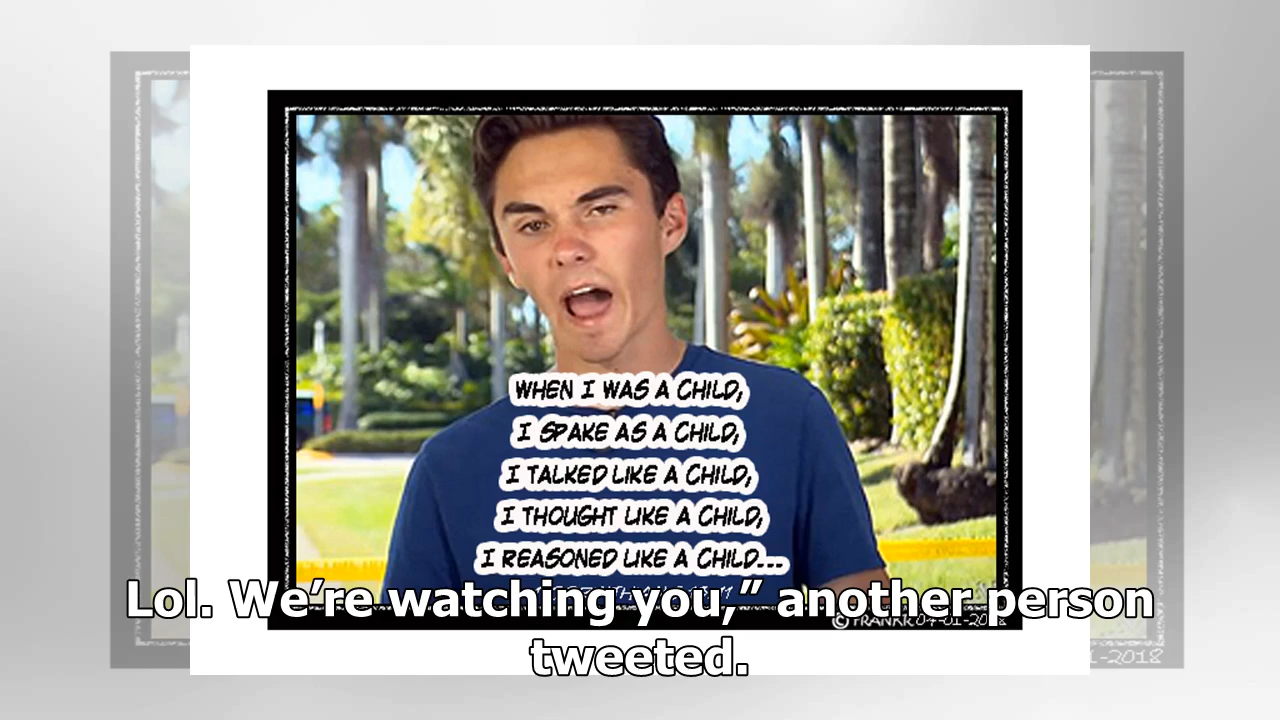 WHEN I WAS A CHILD,
I SPAKE AS A CHILD;
I TALKED LIKE A CHILD,
I THOUGHT LIKE A CHILD,
I REASONED LIKE A CHILD...
Lol. We’re watching you,” another person
tweeted.
-2018